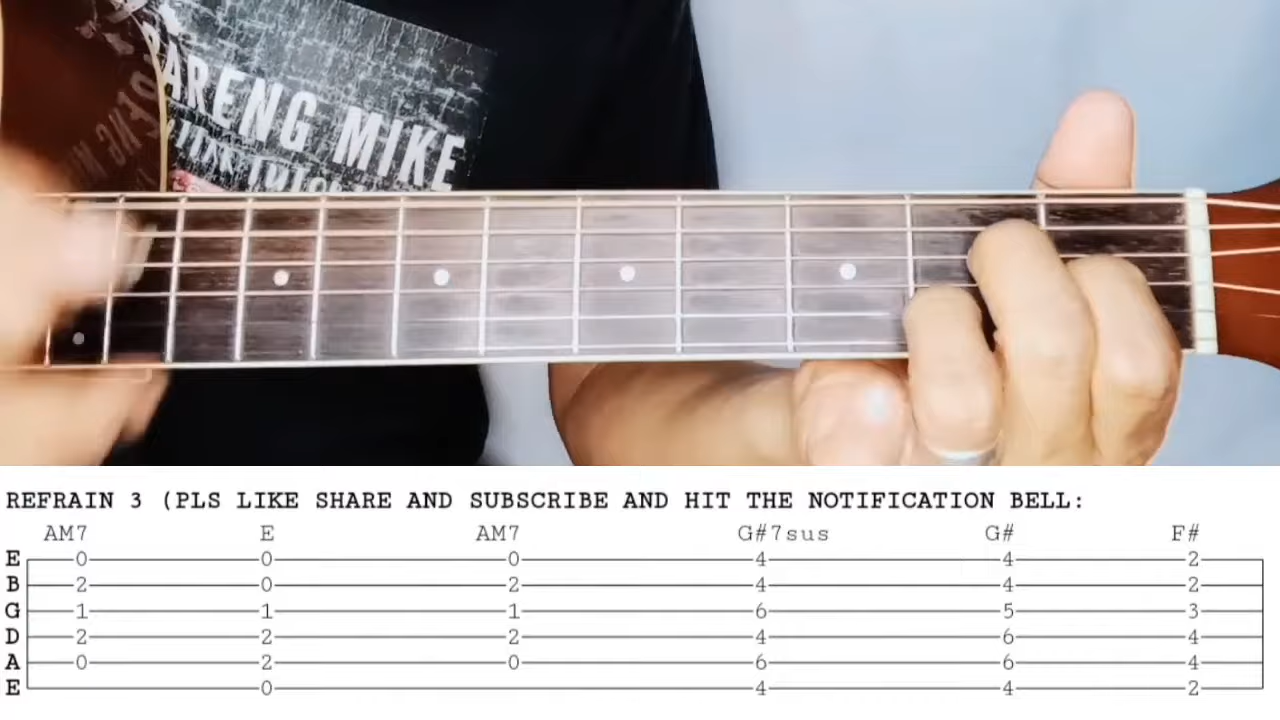 PARENG MIKE
REFRAIN 3 (PLS LIKE SHARE AND SUBSCRIBE AND HIT THE NOTIFICATION BELL:
AM7 E AM7 G#7sus G# F#
E 0 0 0 4 4 2
B 2 0 2 4 4 2
G 1 1 1 6 5 3
D 2 2 2 4 6 4
A 0 2 0 6 6 4
E 0 4 4 2